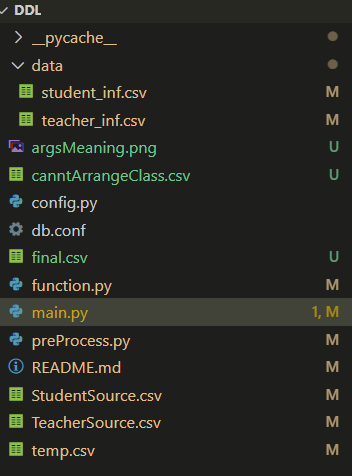 DDL
__pycache__
data
student_inf.csv M
teacher_inf.csv M
argsMeaning.png U
canntArrangeClass.csv U
config.py
db.conf
final.csv U
function.py M
main.py 1, M
preProcess.py M
README.md M
StudentSource.csv M
TeacherSource.csv M
temp.csv M